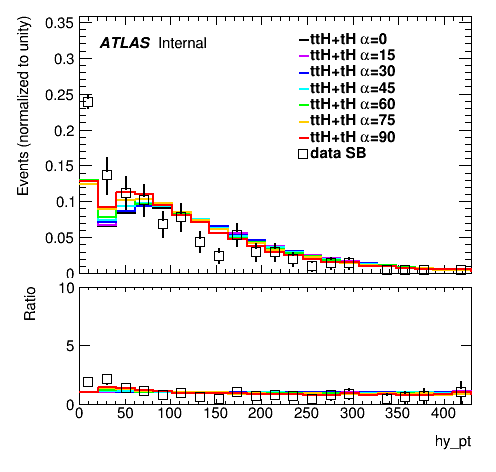 Events (normalized to unity)
0.35
0.3
0.25
0.2
0.15
0.1
0.05
0
ATLAS Internal
ttH+tH α=0
ttH+tH α=15
ttH+tH α=30
ttH+tH α=45
ttH+tH α=60
ttH+tH α=75
ttH+tH α=90
data SB
Ratio
10
5
0
0 50 100 150 200 250 300 350 400
hy_pt